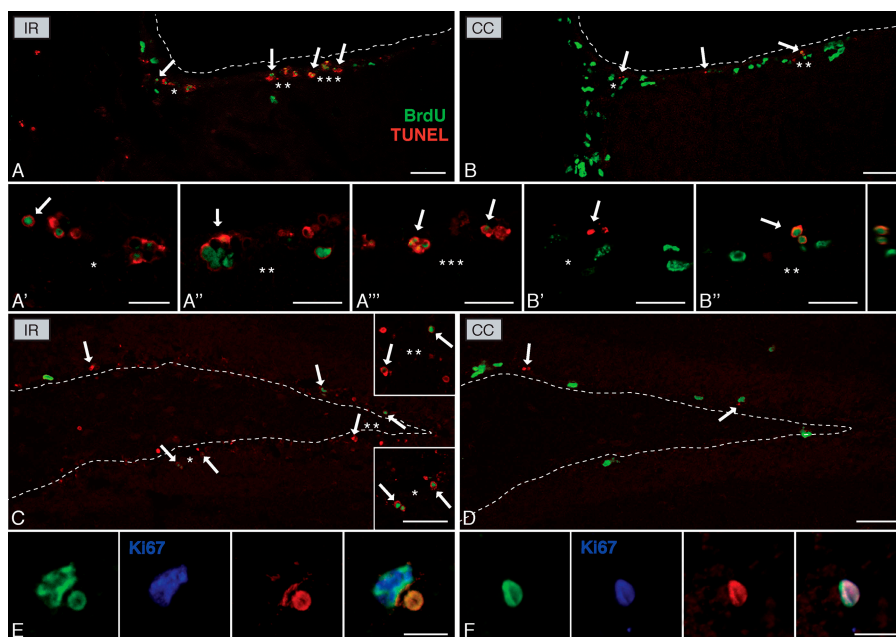 IR
CC
BrdU
TUNEL
*
**
***
*
**
A
B
*
**
***
*
**
A'
A''
A'''
B'
B''
IR
CC
**
**
*
*
C
D
Ki67
Ki67
E
F